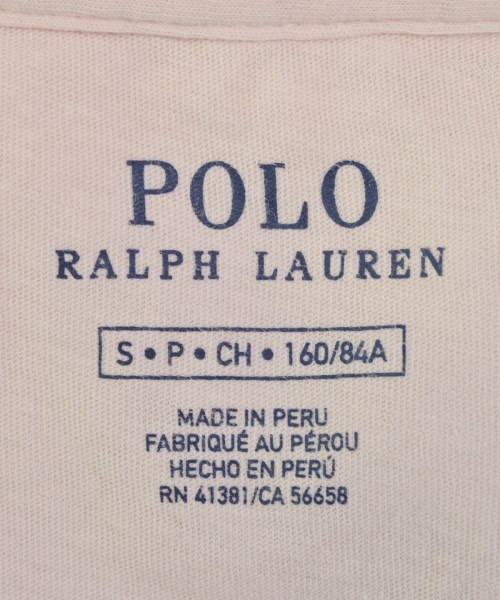 POLO
RALPH LAUREN
S • P • CH • 160/84A
MADE IN PERU
FABRIQUÉ AU PÉROU
HECHO EN PERÚ
RN 41381/CA 56658